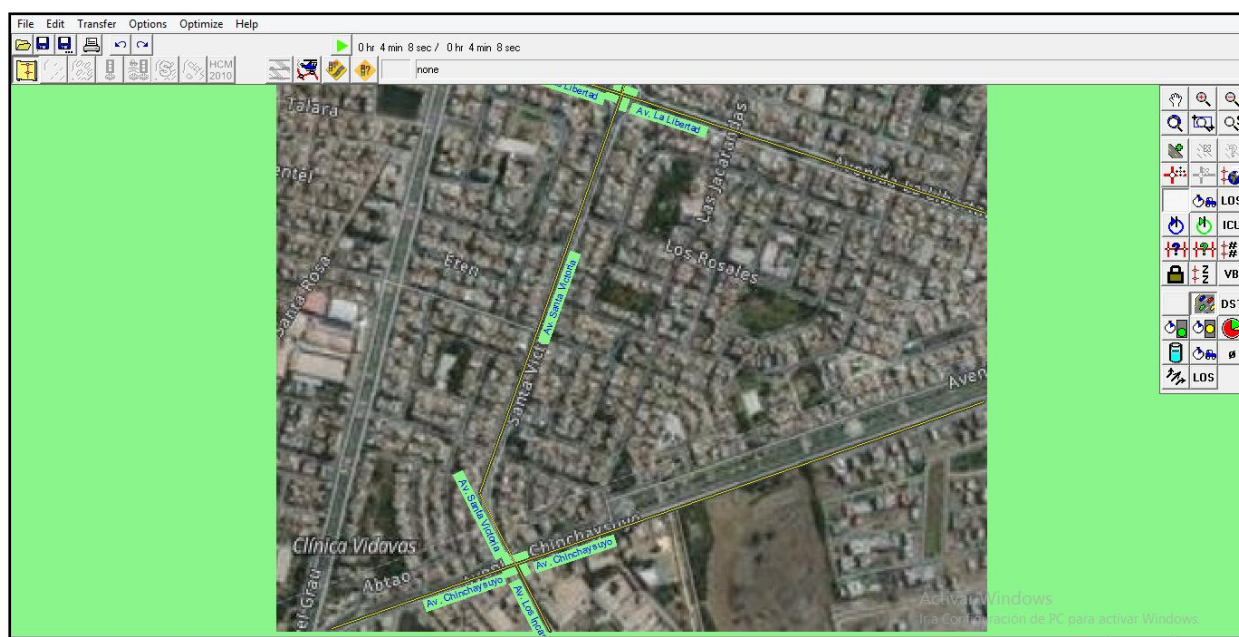 File Edit Transfer Options Optimize Help
0 hr 4 min 8 sec / 0 hr 4 min 8 sec
HCM
2010
none
Talara
Libertad
Av. La Libertad
Las Jacarandas
Santa Rosa
Eten
Los Rosales
Av. Santa Victoria
Santa Vict
Aven
Av. Santa Victoria
Chinchaysuyo
Clínica Vidavas
Abtao
Av. Chinchaysuyo
Av. Chinchaysuyo
Av. Los Incas
Grau
LOS
ICU
VB
DS
LOS
Activar Windows
Ir a Configuración de PC para activar Windows.